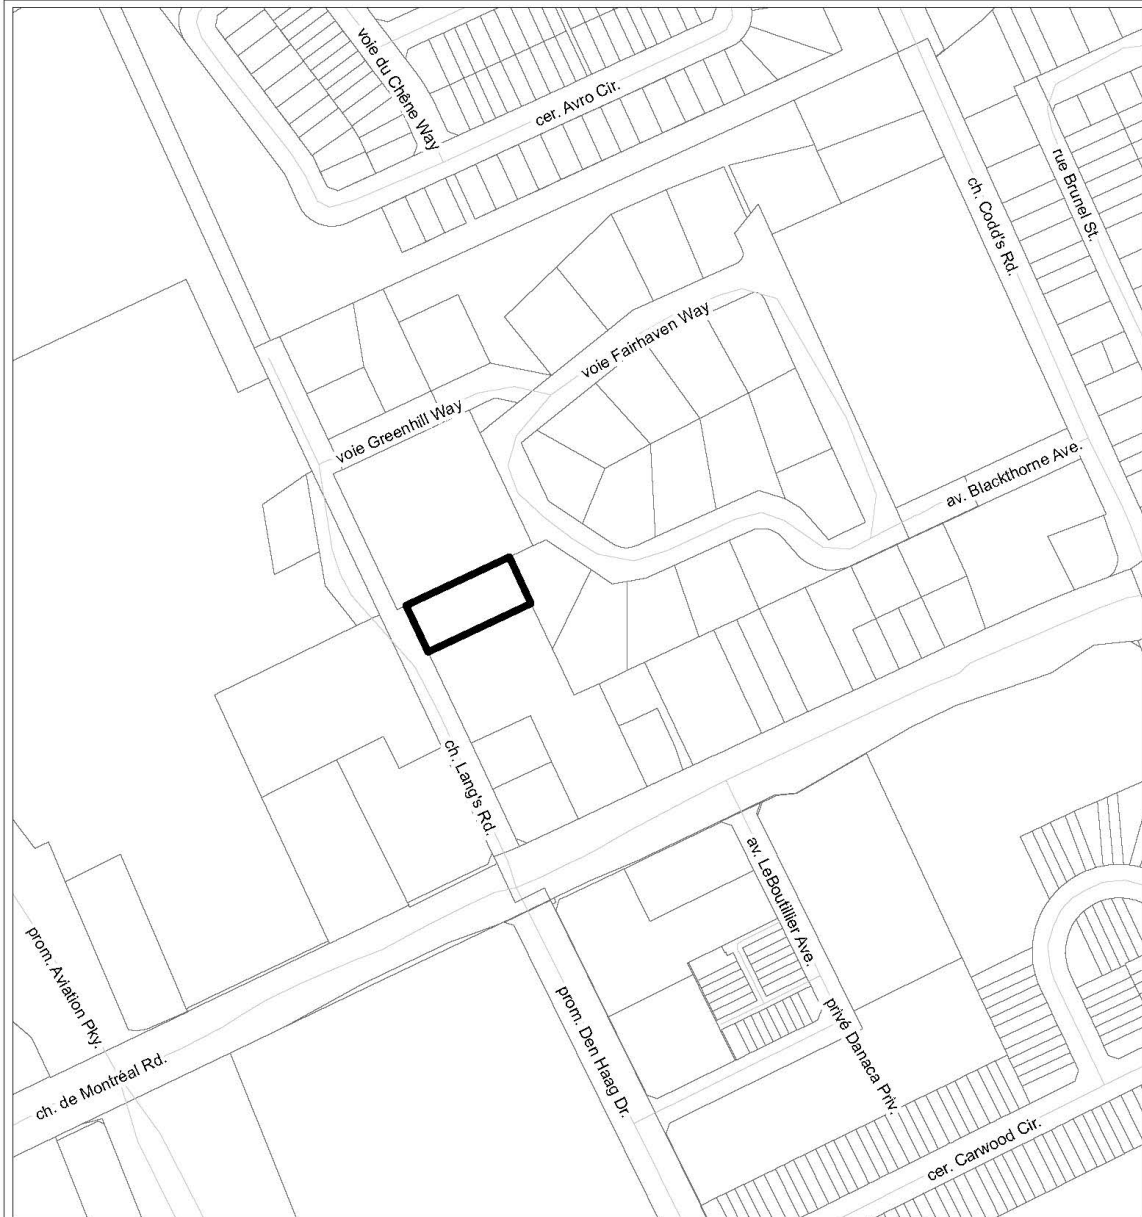 voie du Chêne Way
cer. Avro Cir.
rue Brunel St.
ch. Codd's Rd.
voie Fairhaven Way
voie Greenhill Way
av. Blackthorne Ave.
ch. Lang's Rd.
av. LeBoutillier Ave.
prom. Aviation Pky.
prom. Den Haag Dr.
privé Danaca Priv.
ch. de Montréal Rd.
cer. Carwood Cir.